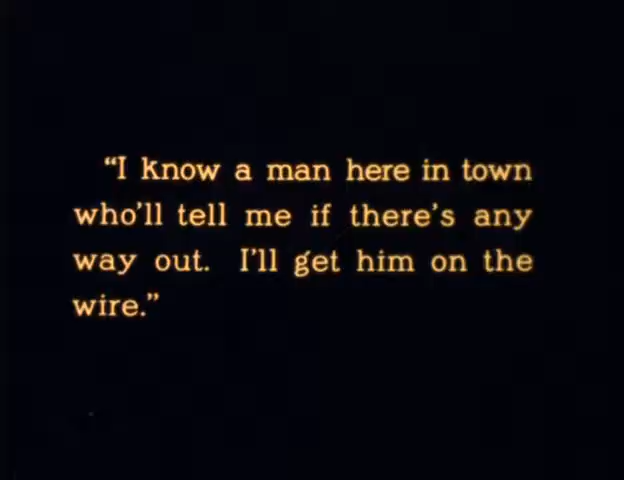 “I know a man here in town
who’ll tell me if there’s any
way out. I’ll get him on the
wire.”